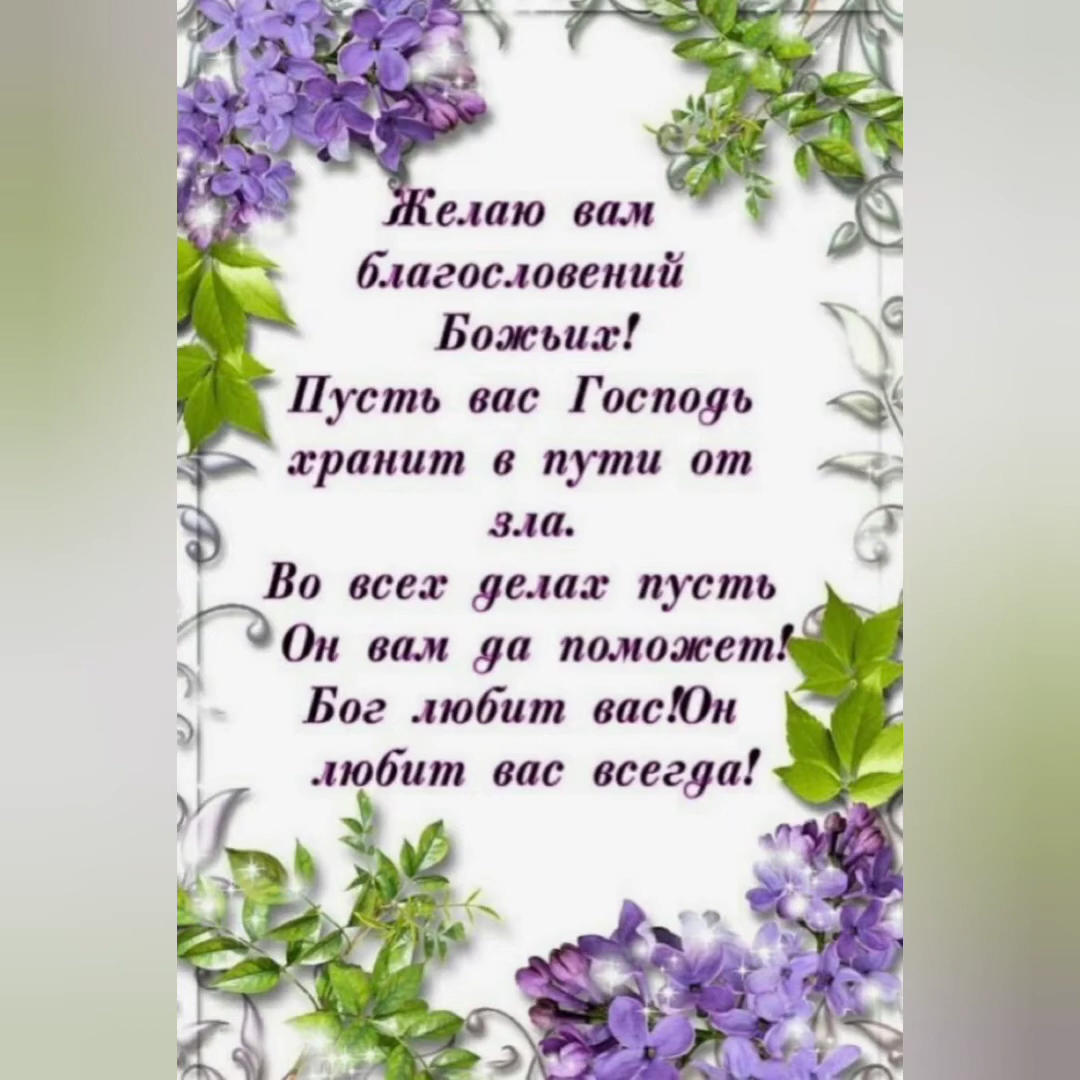 Желаю вам
благословений
Божьих!
Пусть вас Господь
хранит в пути от
зла.
Во всех делах пусть
Он вам да поможет!
Бог любит вас!Он
любит вас всегда!